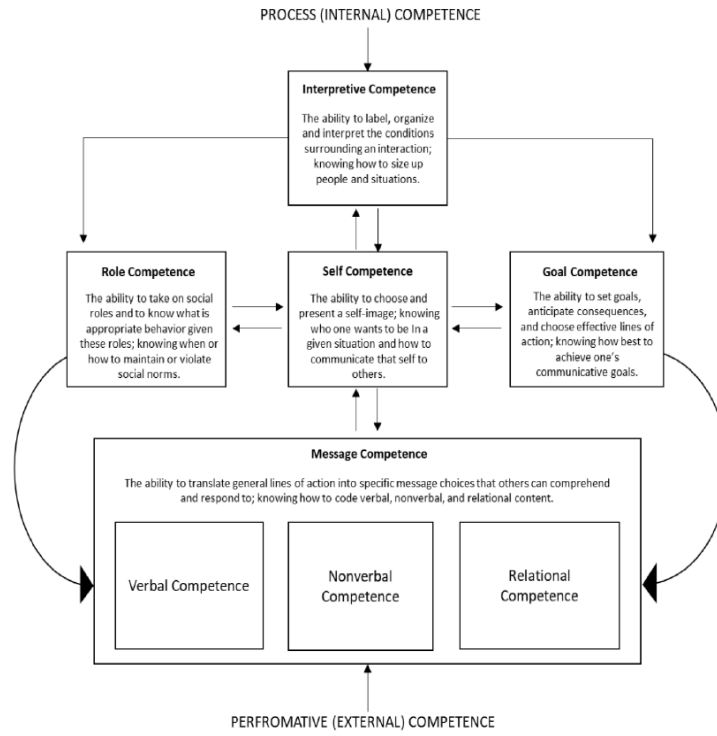 PROCESS (INTERNAL) COMPETENCE
Interpretive Competence
The ability to label, organize
and interpret the conditions
surrounding an interaction;
knowing how to size up
people and situations.
Role Competence
The ability to take on social
roles and to know what is
appropriate behavior given
these roles; knowing when or
how to maintain or violate
social norms.
Self Competence
The ability to choose and
present a self-image; knowing
who one wants to be In a
given situation and how to
communicate that self to
others.
Goal Competence
The ability to set goals,
anticipate consequences,
and choose effective lines of
action; knowing how best to
achieve one's
communicative goals.
Message Competence
The ability to translate general lines of action into specific message choices that others can comprehend
and respond to; knowing how to code verbal, nonverbal, and relational content.
Verbal Competence
Nonverbal
Competence
Relational
Competence
PERFROMATIVE (EXTERNAL) COMPETENCE